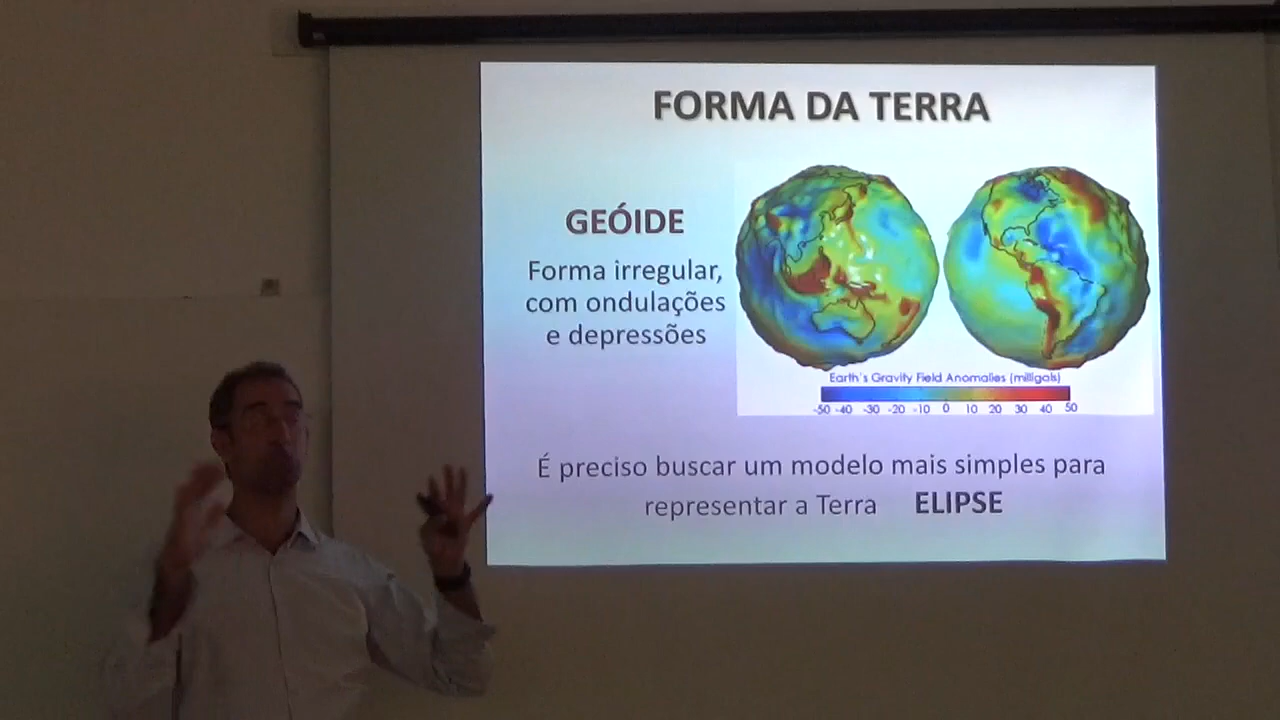 FORMA DA TERRA
GEÓIDE
Forma irregular,
com ondulações
e depressões
Earth's Gravity Field Anomalies (milligals)
-50 -40 -30 -20 -10 0 10 20 30 40 50
É preciso buscar um modelo mais simples para
representar a Terra ELIPSE